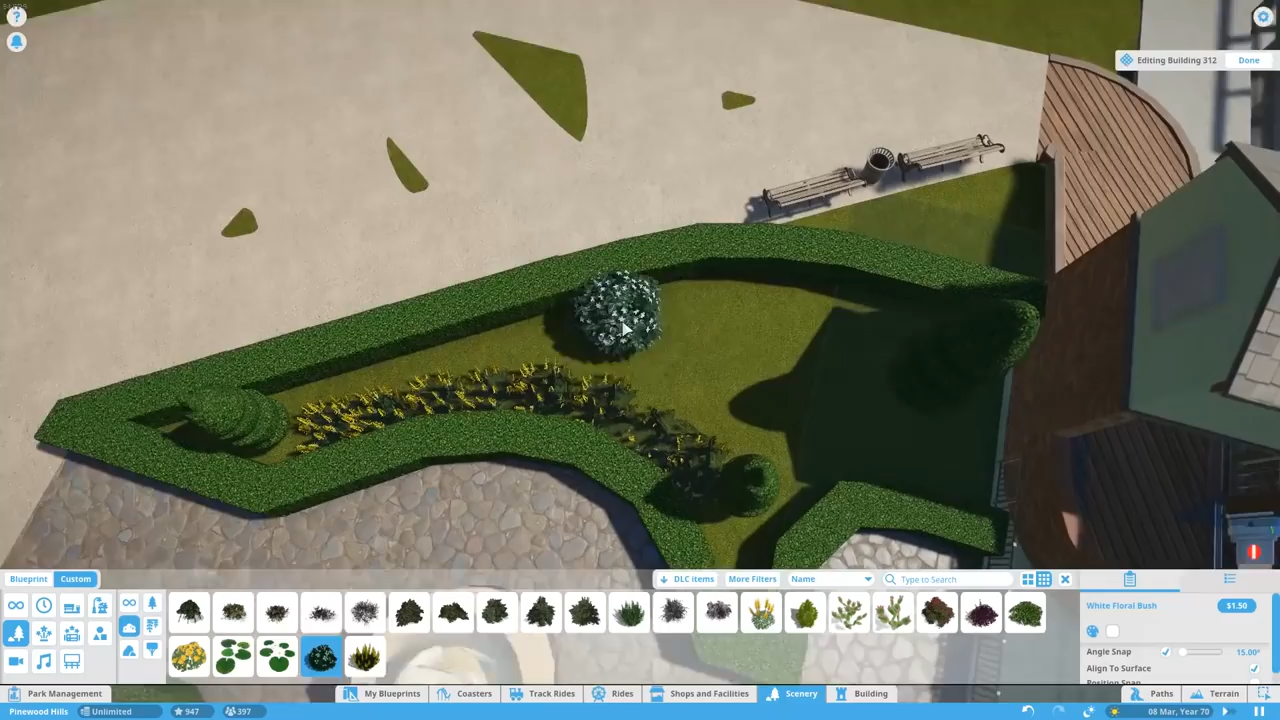 ?
Editing Building 312 Done
Blueprint Custom
DLC items More Filters Name Type to Search
White Floral Bush $1.50
Angle Snap 15.00°
Align To Surface
Park Management My Blueprints Coasters Track Rides Rides Shops and Facilities Scenery Building Paths Terrain
Pinewood Hills Unlimited 947 397 08 Mar, Year 70